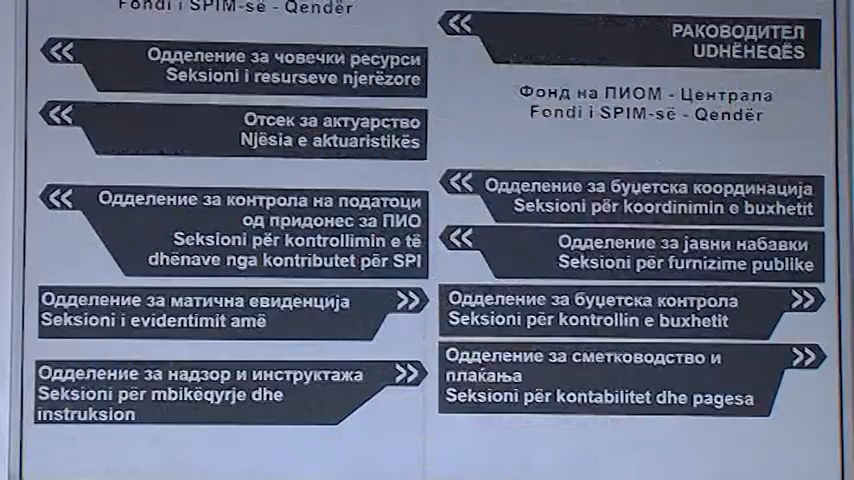 Fondi i SPIM-së - Qendër
Одделение за човечки ресурси
Seksioni i resurseve njerëzore
Отсек за актуарство
Njësia e aktuaristikës
Одделение за контрола на податоци
од придонес за ПИО
Seksioni për kontrollimin e të
dhënave nga kontributet për SPI
Одделение за матична евиденција
Seksioni i evidentimit amë
Одделение за надзор и инструктажа
Seksioni për mbikëqyrje dhe
instruksion
РАКОВОДИТЕЛ
UDHËHEQËS
Фонд на ПИОМ - Централа
Fondi i SPIM-së - Qendër
Одделение за буџетска координација
Seksioni për koordinimin e buxhetit
Одделение за јавни набавки
Seksioni për furnizime publike
Одделение за буџетска контрола
Seksioni për kontrollin e buxhetit
Одделение за сметководство и
плаќања
Seksioni për kontabilitet dhe pagesa